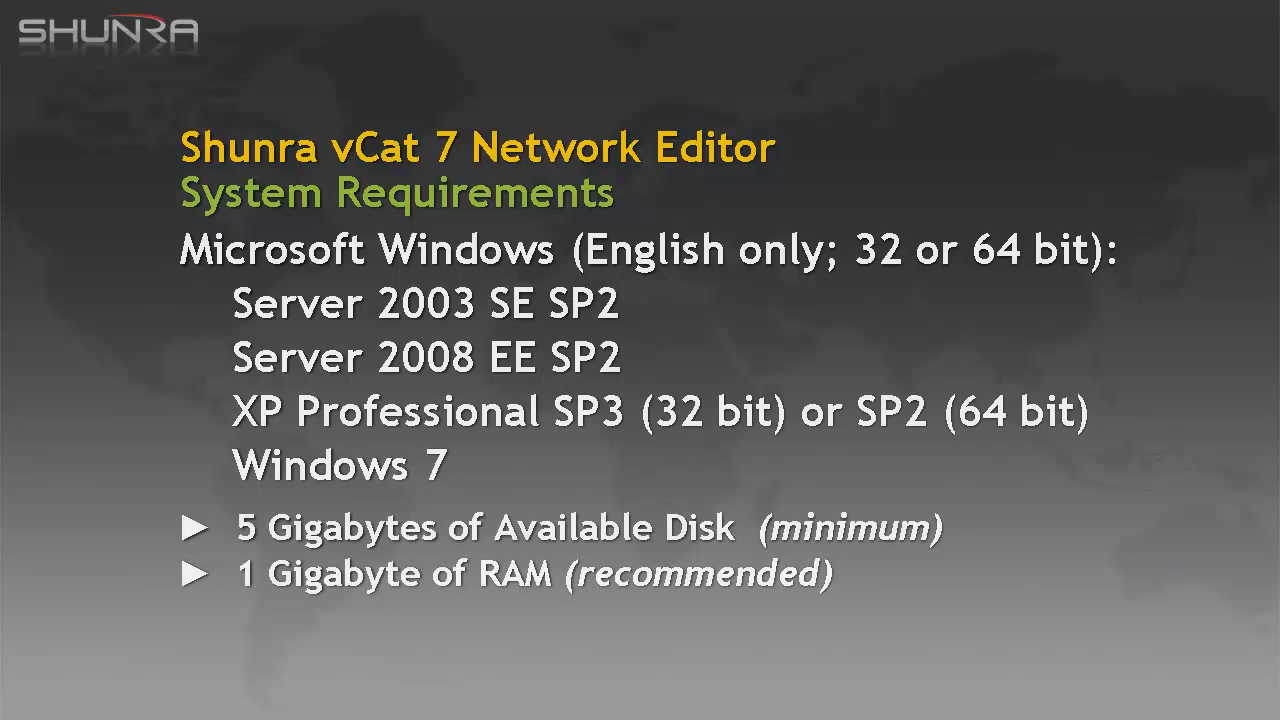 SHUNRA
Shunra vCat 7 Network Editor
System Requirements
Microsoft Windows (English only; 32 or 64 bit):
Server 2003 SE SP2
Server 2008 EE SP2
XP Professional SP3 (32 bit) or SP2 (64 bit)
Windows 7
► 5 Gigabytes of Available Disk (minimum)
► 1 Gigabyte of RAM (recommended)